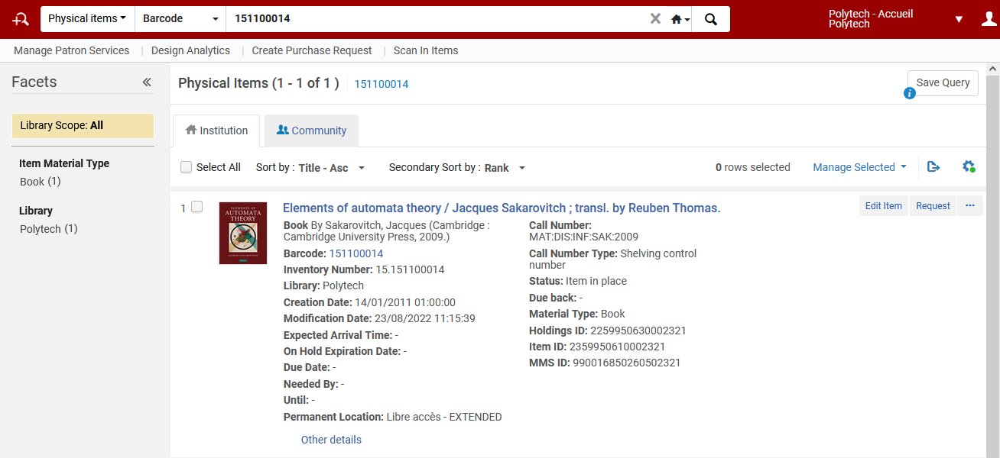 Physical items Barcode 151100014
Polytech - Accueil
Polytech
Manage Patron Services | Design Analytics | Create Purchase Request | Scan In Items
Facets
Library Scope: All
Item Material Type
Book (1)
Library
Polytech (1)
Physical Items (1 - 1 of 1 ) 151100014
Save Query
Institution Community
Select All Sort by : Title - Asc Secondary Sort by : Rank 0 rows selected Manage Selected
1
ELEMENTS OF
AUTOMATA
THEORY
Elements of automata theory / Jacques Sakarovitch ; transl. by Reuben Thomas.
Edit Item Request ...
Book By Sakarovitch, Jacques (Cambridge :
Cambridge University Press, 2009.)
Barcode: 151100014
Inventory Number: 15.151100014
Library: Polytech
Creation Date: 14/01/2011 01:00:00
Modification Date: 23/08/2022 11:15:39
Expected Arrival Time: -
On Hold Expiration Date: -
Due Date: -
Needed By: -
Until: -
Permanent Location: Libre accès - EXTENDED
Other details
Call Number:
MAT:DIS:INF:SAK:2009
Call Number Type: Shelving control
number
Status: Item in place
Due back: -
Material Type: Book
Holdings ID: 2259950630002321
Item ID: 2359950610002321
MMS ID: 990016850260502321